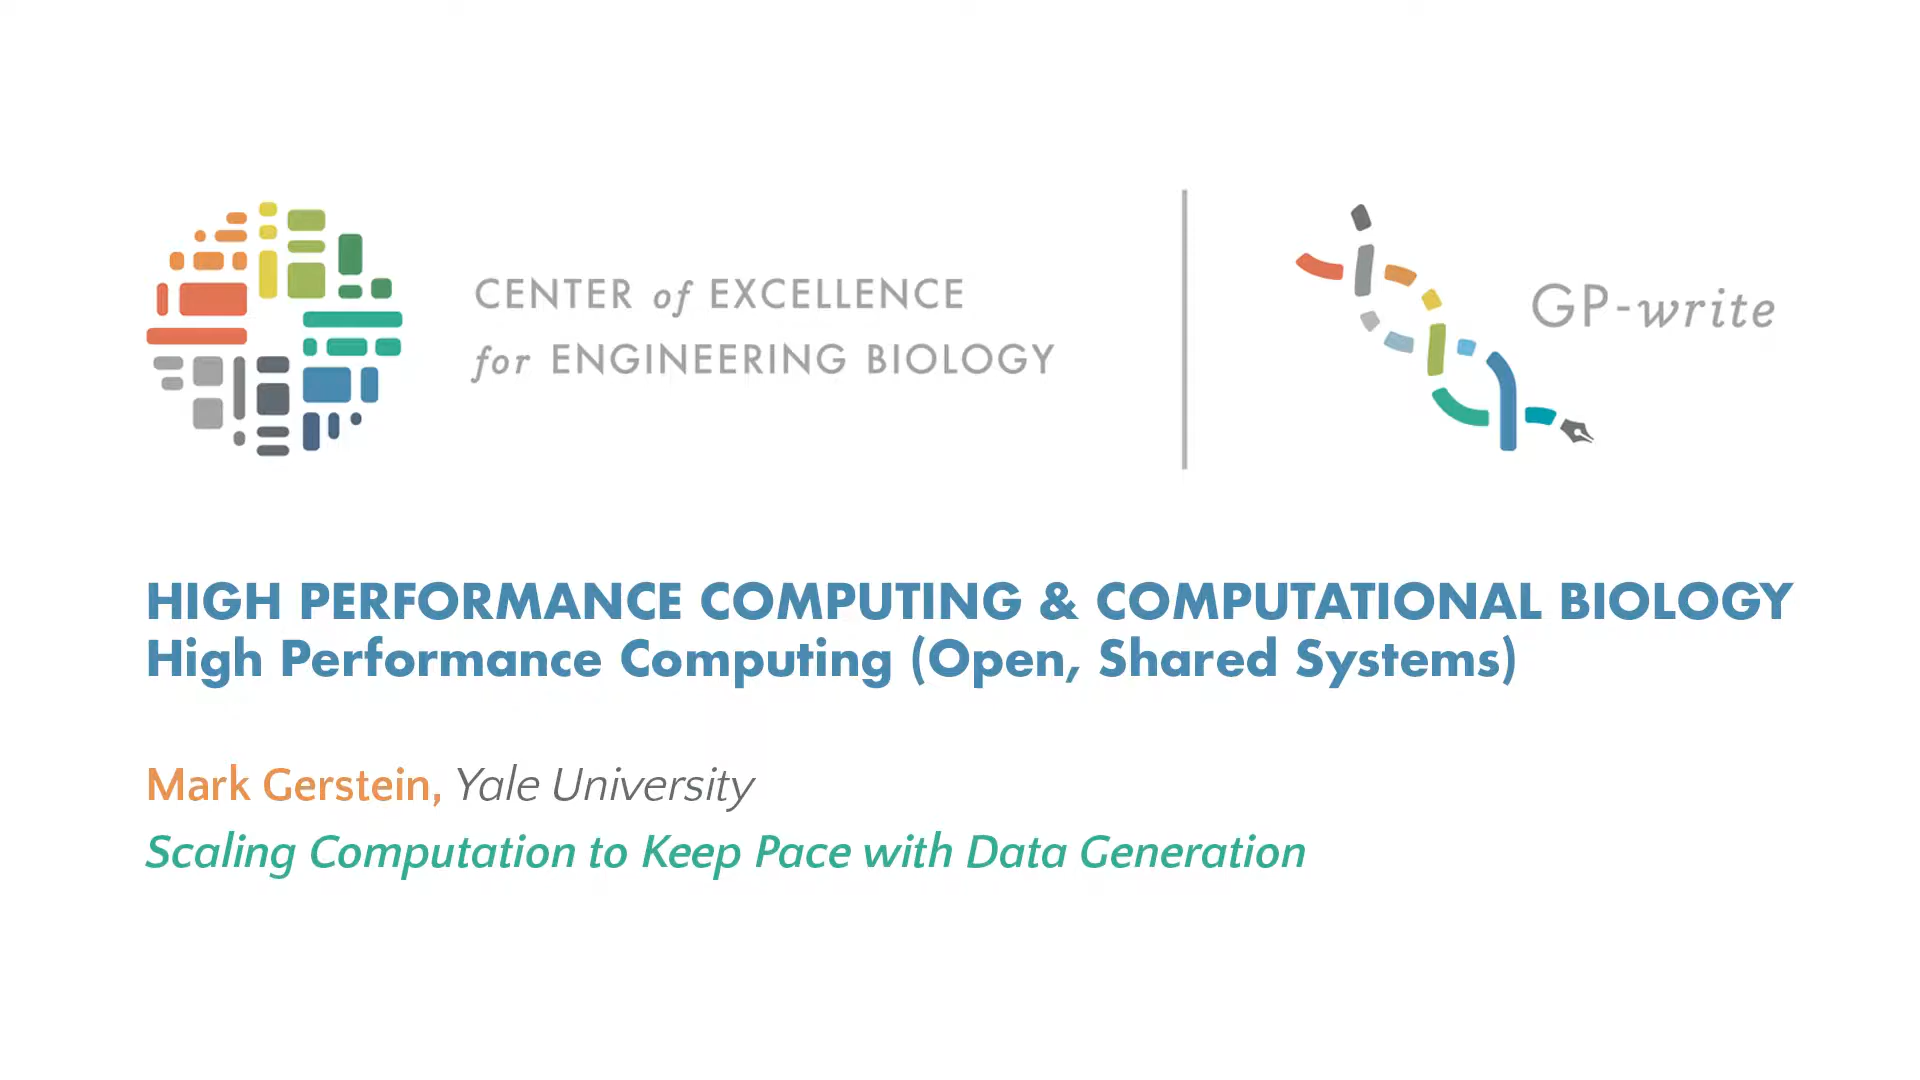 CENTER of EXCELLENCE
for ENGINEERING BIOLOGY
GP-write
HIGH PERFORMANCE COMPUTING & COMPUTATIONAL BIOLOGY
High Performance Computing (Open, Shared Systems)
Mark Gerstein, Yale University
Scaling Computation to Keep Pace with Data Generation